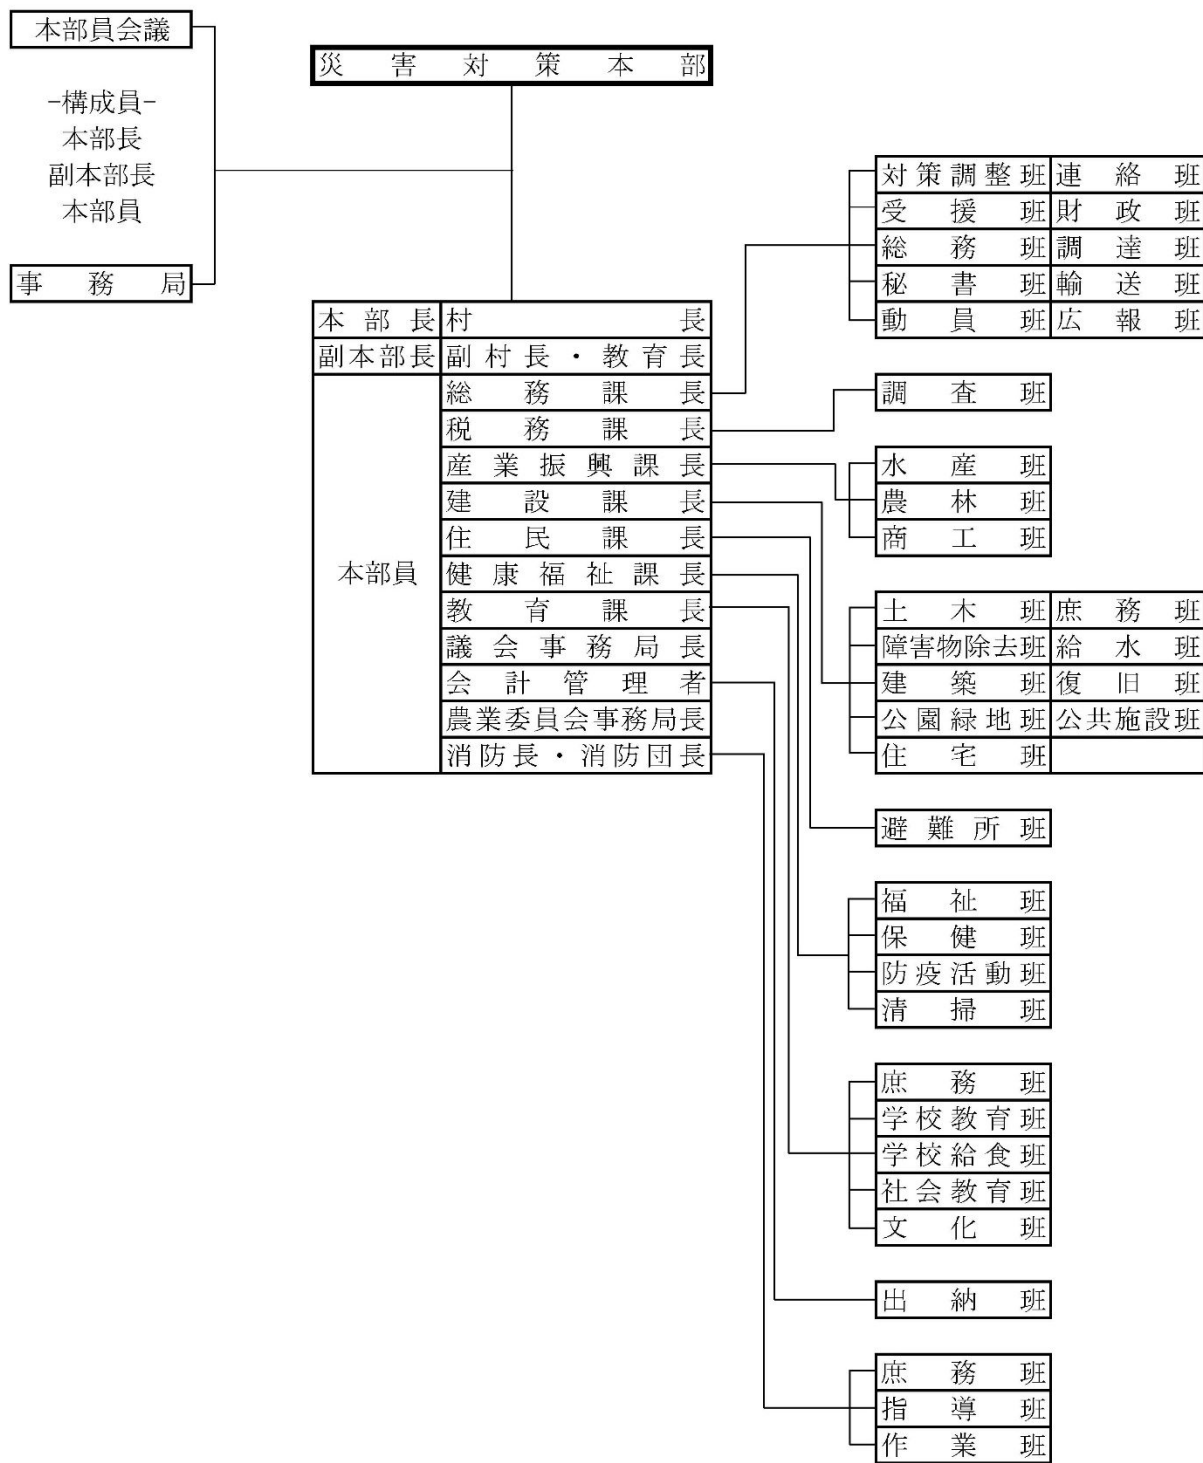 本部員会議
災害対策本部
-構成員-
本部長
副本部長
本部員
事務局
本部長 村長
副本部長 副村長・教育長
本部員
総務課長
税務課長
産業振興課長
建設課長
住民課長
健康福祉課長
教育課長
議会事務局長
会計管理者
農業委員会事務局長
消防長・消防団長
対策調整班 連絡班
受援班 財政班
総務班 調達班
秘書班 輸送班
動員班 広報班
調査班
水産班
農林班
商工班
土木班 庶務班
障害物除去班 給水班
建築班 復旧班
公園緑地班 公共施設班
住宅班
避難所班
福祉班
保健班
防疫活動班
清掃班
庶務班
学校教育班
学校給食班
社会教育班
文化班
出納班
庶務班
指導班
作業班